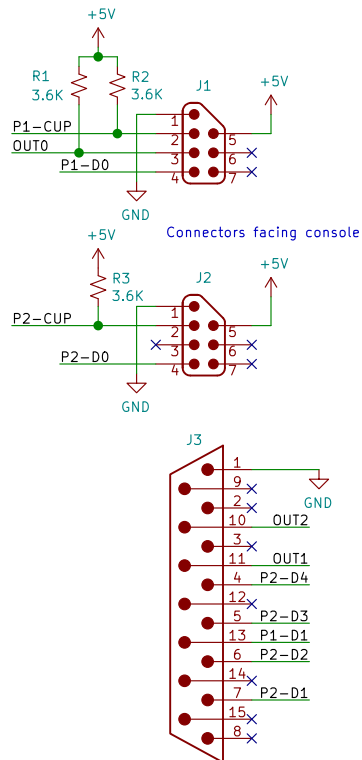 +5V
R1
3.6K
R2
3.6K
J1
+5V
1
P1-CUP
2
5
OUT0
3
6
P1-D0
4
7
GND
Connectors facing console
+5V
R3
3.6K
J2
+5V
1
P2-CUP
2
5
3
6
P2-D0
4
7
GND
J3
1
GND
9
2
10 OUT2
3
11 OUT1
4 P2-D4
12
5 P2-D3
13 P1-D1
6 P2-D2
14
7 P2-D1
15
8